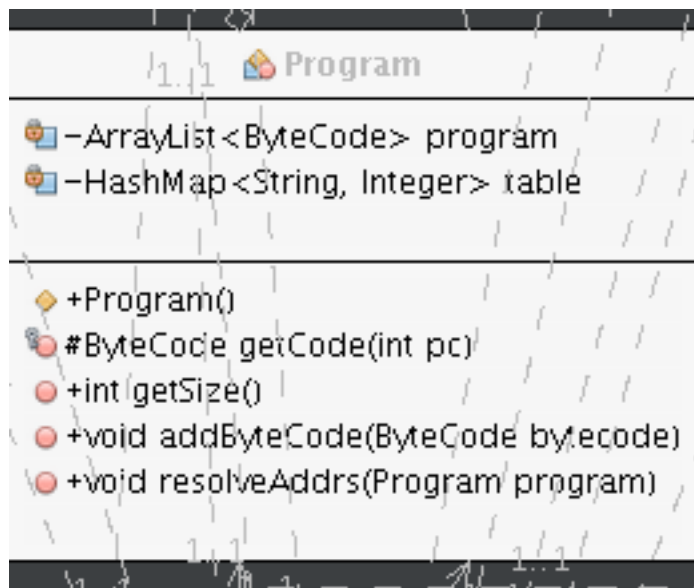 1..1
Program
-ArrayList<ByteCode> program
-HashMap<String, Integer> table
+Program()
#ByteCode getCode(int pc)
+int getSize()
+void addByteCode(ByteCode bytecode)
+void resolveAddrs(Program program)
1..1 1..1